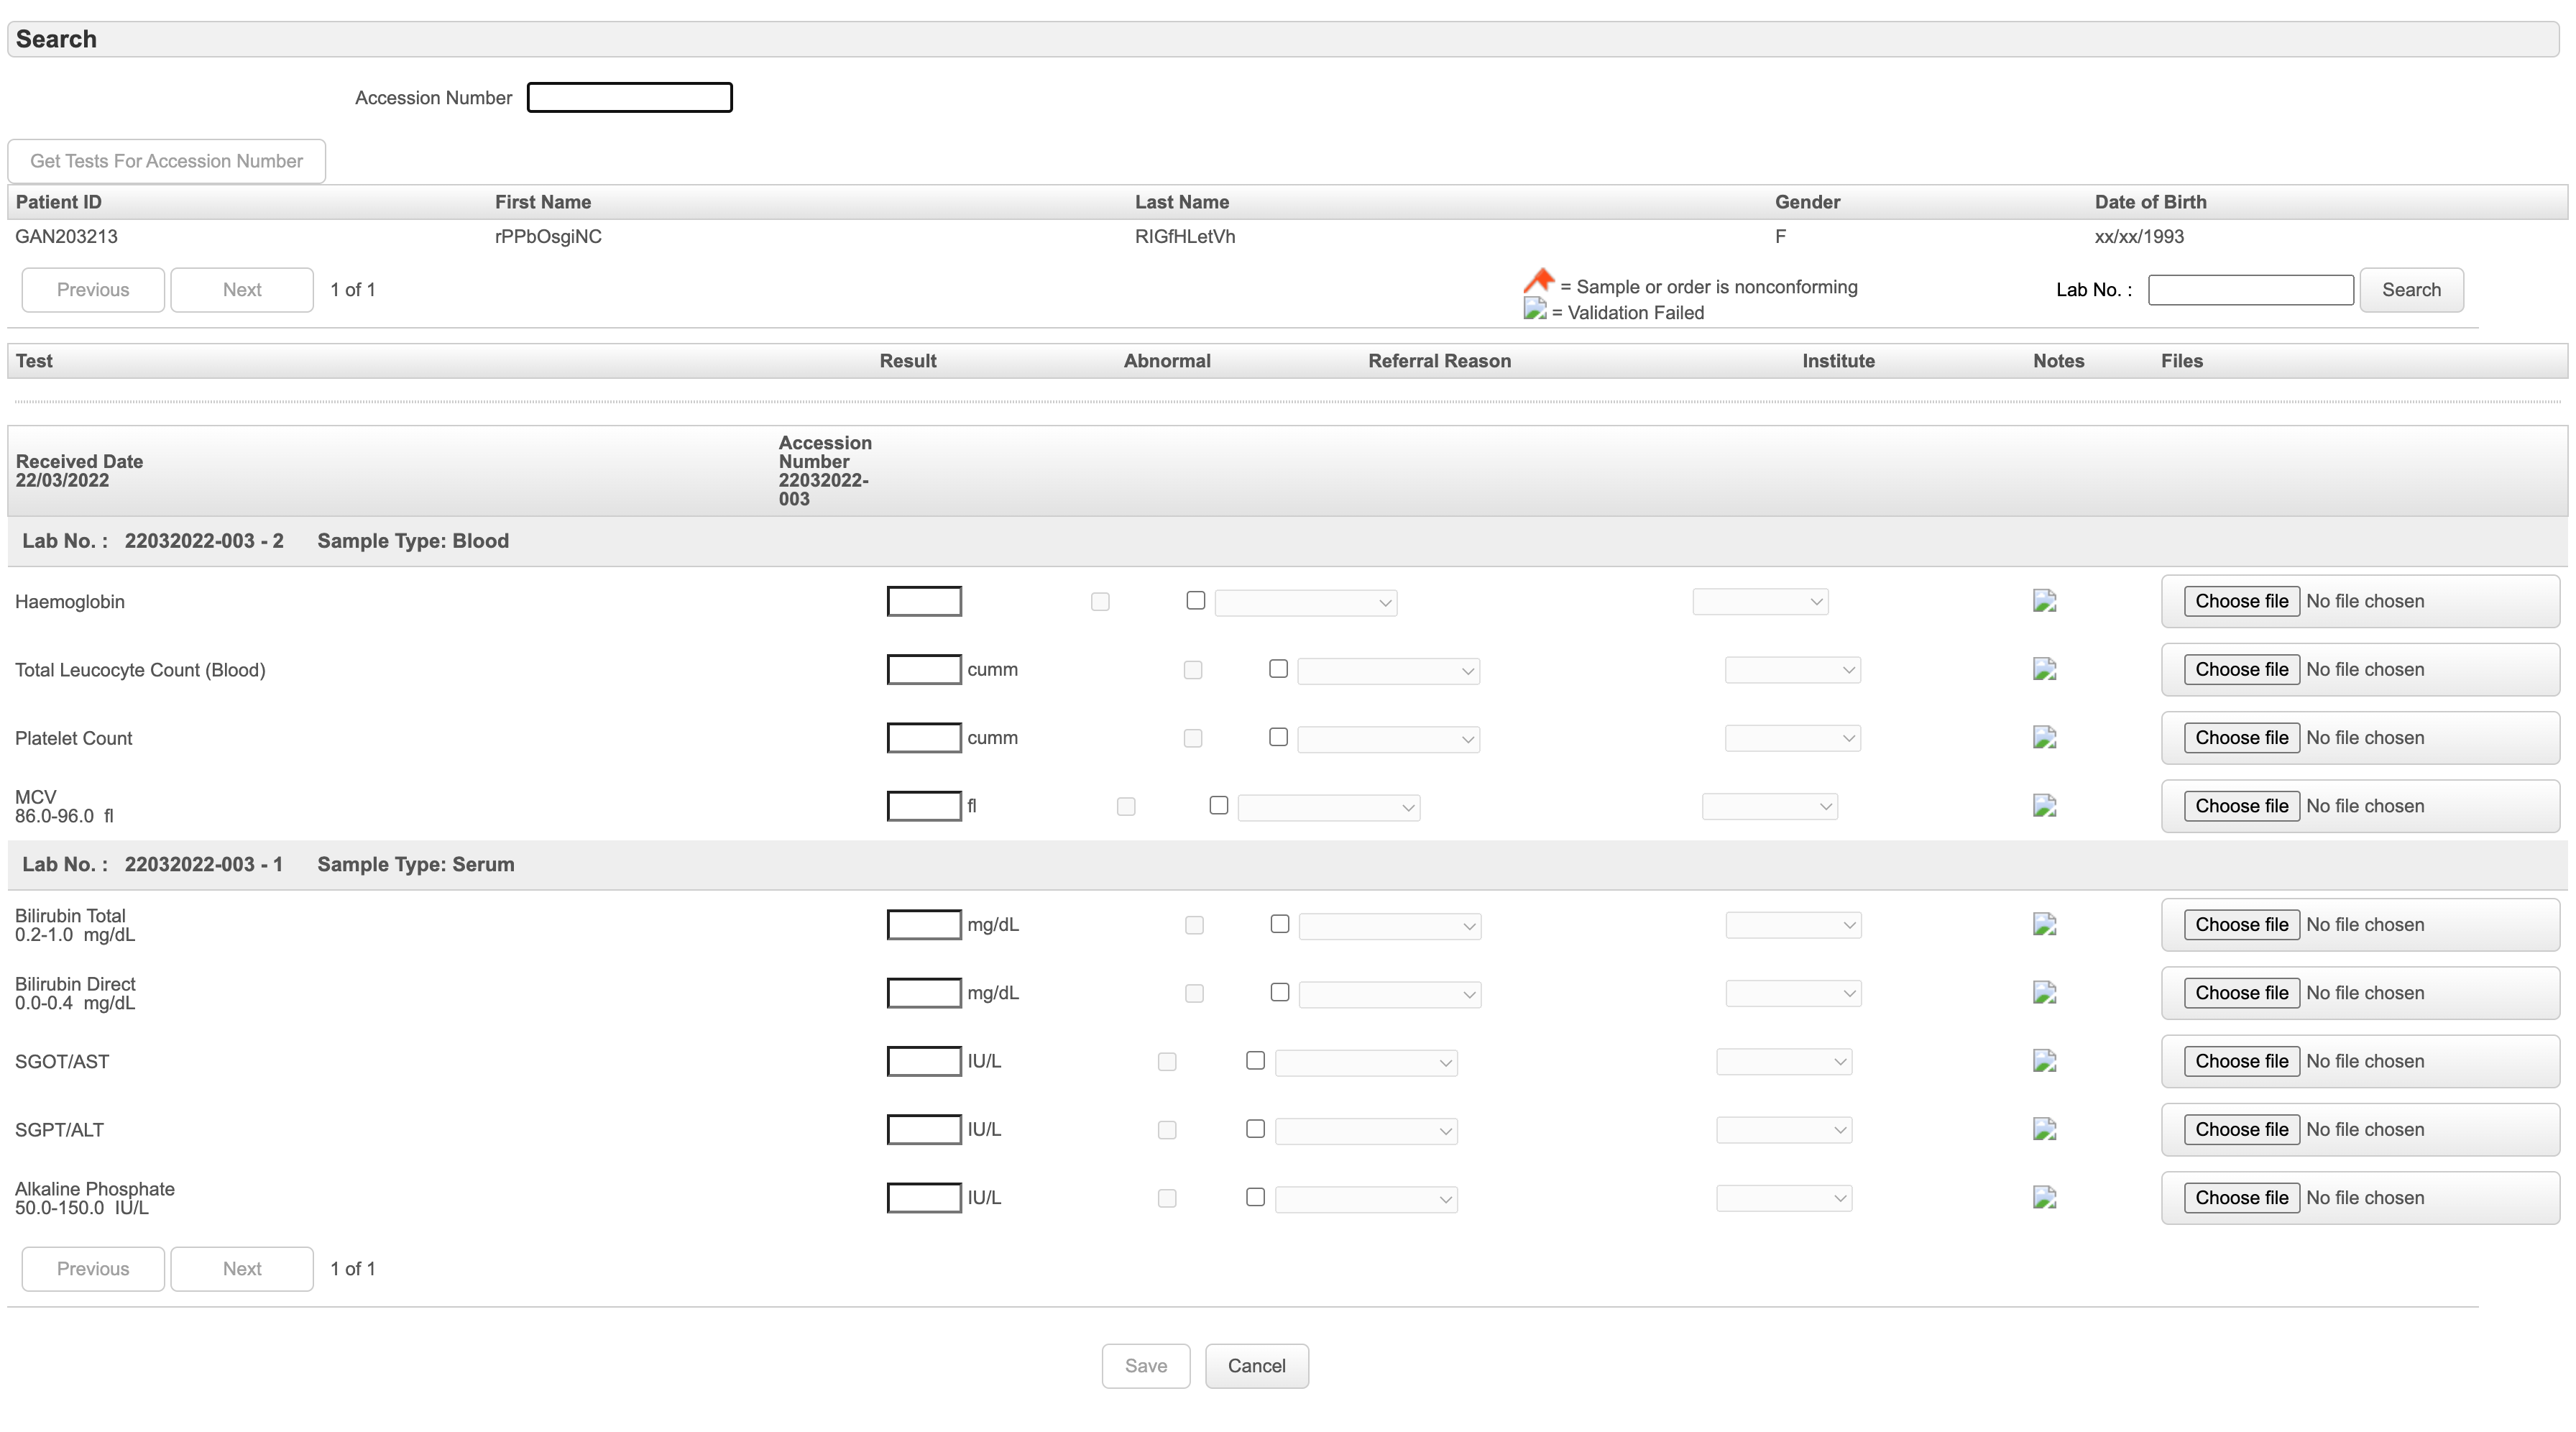 Search
Accession Number
Get Tests For Accession Number
Patient ID First Name Last Name Gender Date of Birth
GAN203213 rPPbOsgiNC RIGfHLetVh F xx/xx/1993
Previous Next 1 of 1
= Sample or order is nonconforming
= Validation Failed
Lab No. : Search
Test Result Abnormal Referral Reason Institute Notes Files
Received Date
22/03/2022
Accession
Number
22032022-
003
Lab No. : 22032022-003 - 2 Sample Type: Blood
Haemoglobin Choose file No file chosen
Total Leucocyte Count (Blood) cumm Choose file No file chosen
Platelet Count cumm Choose file No file chosen
MCV
86.0-96.0 fl
fl Choose file No file chosen
Lab No. : 22032022-003 - 1 Sample Type: Serum
Bilirubin Total
0.2-1.0 mg/dL
mg/dL Choose file No file chosen
Bilirubin Direct
0.0-0.4 mg/dL
mg/dL Choose file No file chosen
SGOT/AST IU/L Choose file No file chosen
SGPT/ALT IU/L Choose file No file chosen
Alkaline Phosphate
50.0-150.0 IU/L
IU/L Choose file No file chosen
Previous Next 1 of 1
Save Cancel